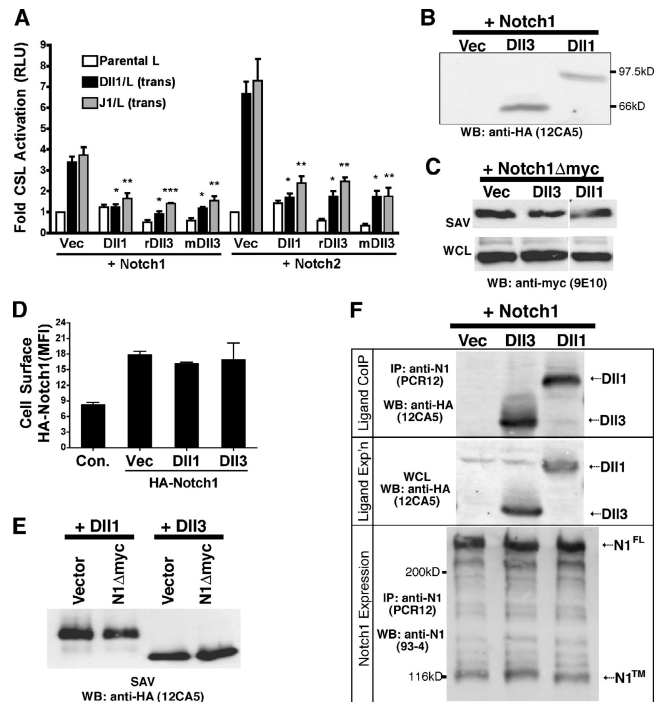 A
Fold CSL Activation (RLU)
9
8
7
6
5
4
3
2
1
0
Parental L
Dll1/L (trans)
J1/L (trans)
* ** * *** * ** * ** * ** * **
Vec Dll1 rDll3 mDll3 Vec Dll1 rDll3 mDll3
+ Notch1 + Notch2
B
+ Notch1
Vec Dll3 Dll1
97.5kD
66kD
WB: anti-HA (12CA5)
C
+ Notch1Δmyc
Vec Dll3 Dll1
SAV
WCL
WB: anti-myc (9E10)
D
Cell Surface
HA-Notch1(MFI)
24
21
18
15
12
9
6
3
0
Con. Vec Dll1 Dll3
HA-Notch1
E
+ Dll1 + Dll3
Vector
N1Δmyc
Vector
N1Δmyc
SAV
WB: anti-HA (12CA5)
F
+ Notch1
Vec Dll3 Dll1
Ligand CoIP
IP: anti-N1
(PCR12)
WB: anti-HA
(12CA5)
←Dll1
←Dll3
Ligand Exp'n
WCL
WB: anti-HA
(12CA5)
←Dll1
←Dll3
Notch1 Expression
200kD
IP: anti-N1
(PCR12)
WB: anti-N1
(93-4)
116kD
←N1FL
←N1TM